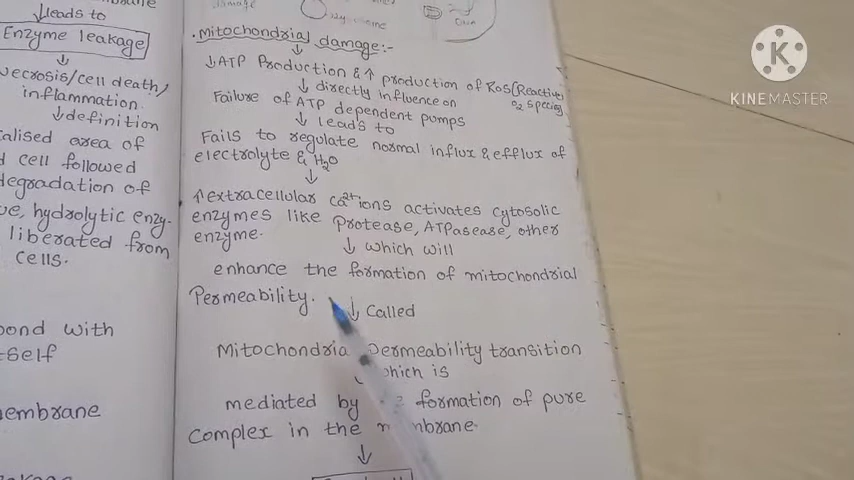 leads to
Enzyme leakage
necrosis/cell death,
inflammation.
definition
alised area of
d cell followed
degradation of
ve, hydrolytic enzy-
liberated from
cells.
bond with
self
membrane
damage
. Mitochondrial damage:-
↓ATP Production & ↑ production of ROS (Reactive
O2 species
↓ directly influence on
Failure of ATP dependent pumps
↓ leads to
Fails to regulate normal influx & efflux of
electrolyte & H2O
↓
↑ extracellular Ca2+ ions activates cytosolic
enzymes like Protease, ATPasease, other
enzyme.
↓ which will
enhance the formation of mitochondrial
Permeability.
↓ Called
Mitochondria Permeability transition
which is
mediated by formation of pure
complex in the membrane.
↓
KINEMASTER